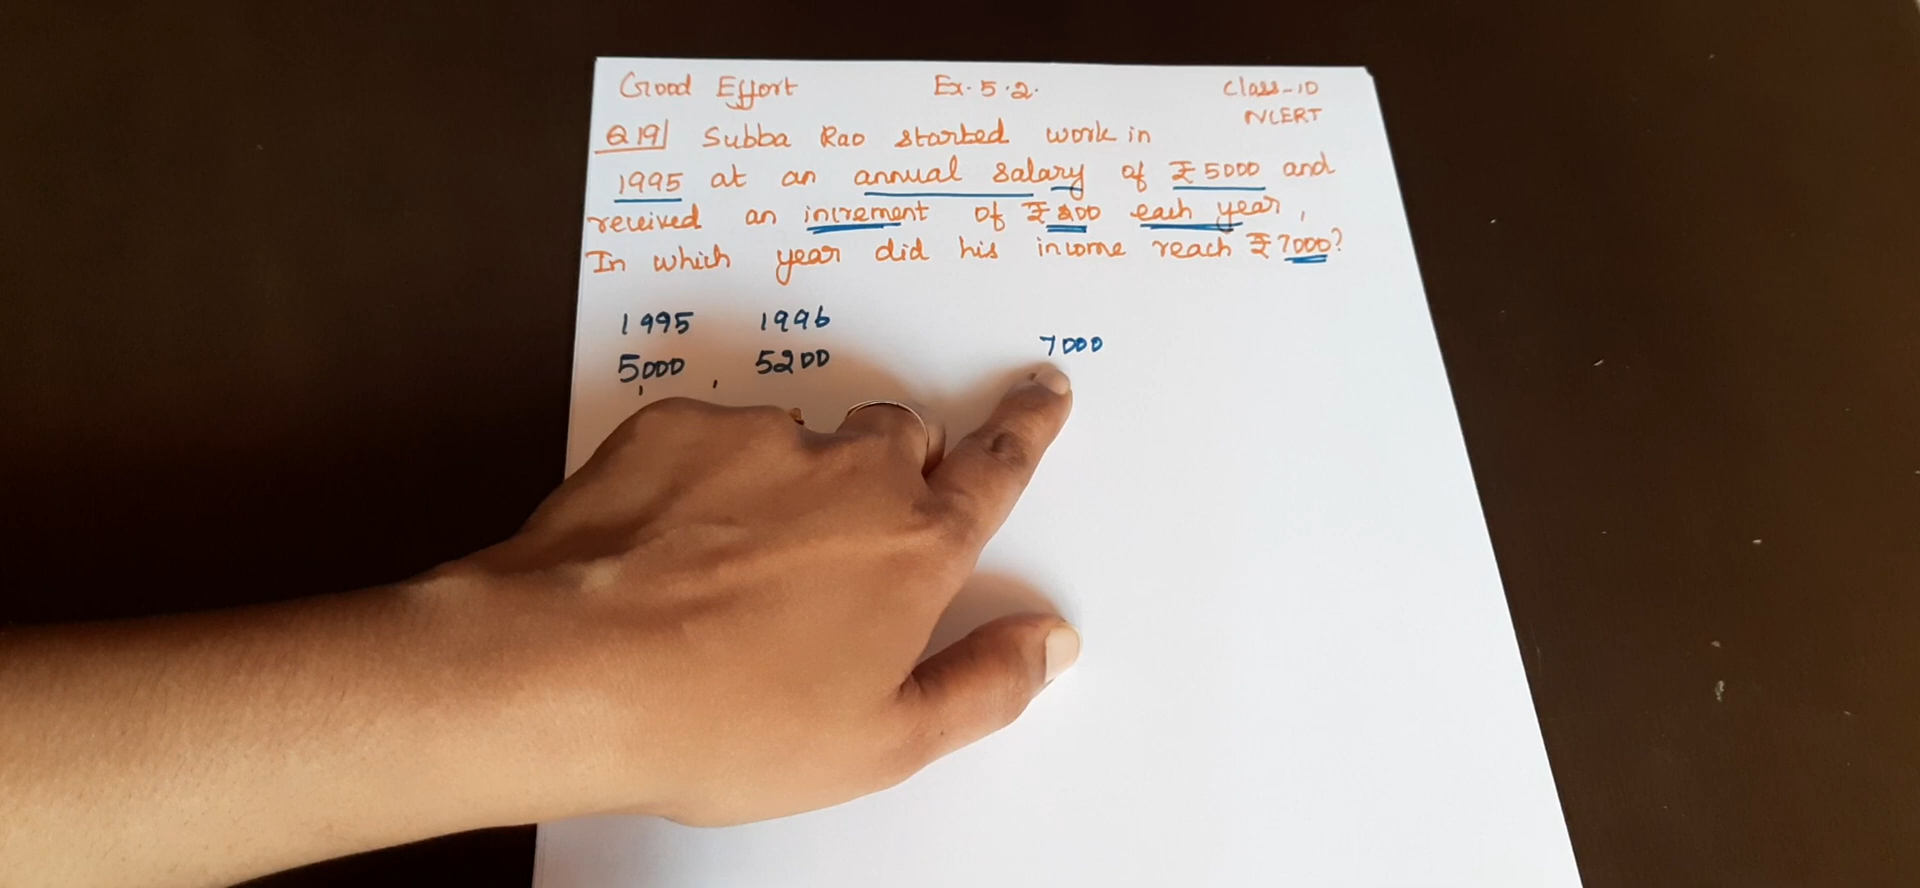 Good Effort Ex. 5.2. Class-10
NCERT
Q19| Subba Rao started work in
1995 at an annual salary of ₹5000 and
received an increment of ₹200 each year,
In which year did his income reach ₹7000?
1995 1996
5000 , 5200 7000